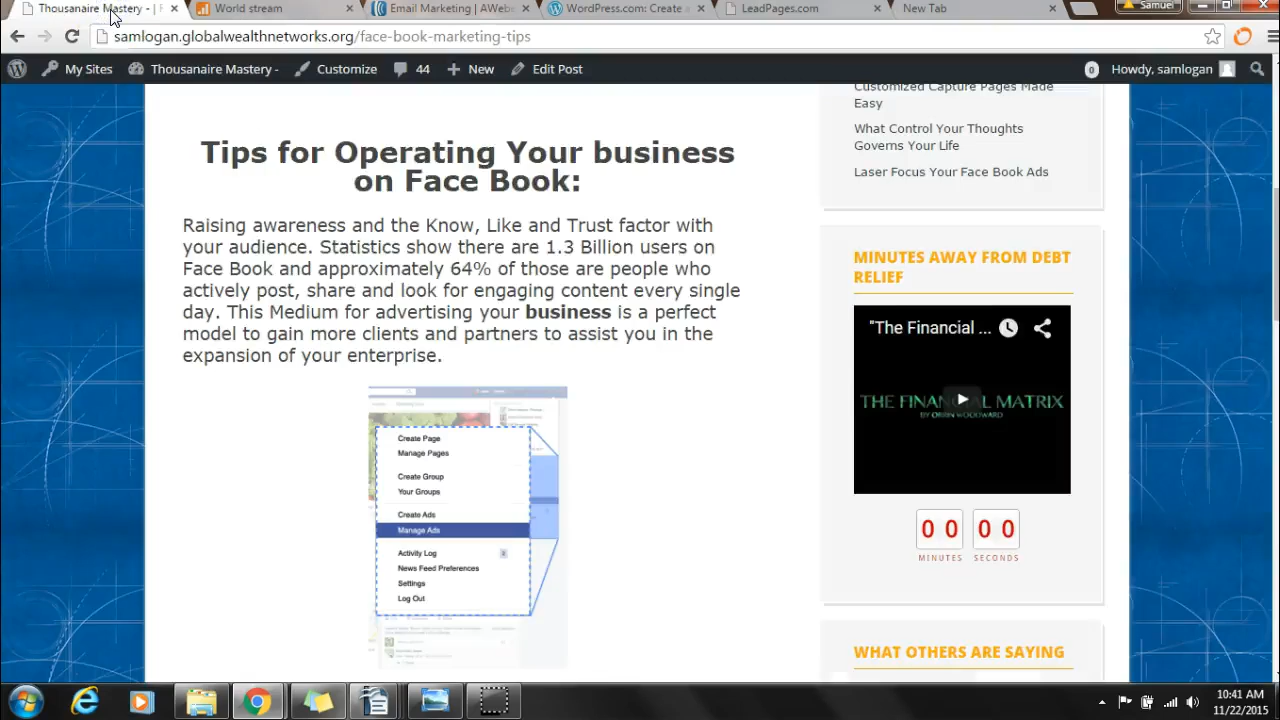 Thousanaire Mastery - | F
World stream
Email Marketing | AWebe
WordPress.com: Create a
LeadPages.com
New Tab
Samuel
samlogan.globalwealthnetworks.org/face-book-marketing-tips
My Sites
Thousanaire Mastery -
Customize
44
New
Edit Post
0
Howdy, samlogan
Customized Capture Pages Made
Easy
What Control Your Thoughts
Governs Your Life
Laser Focus Your Face Book Ads
Tips for Operating Your business
on Face Book:
Raising awareness and the Know, Like and Trust factor with
your audience. Statistics show there are 1.3 Billion users on
Face Book and approximately 64% of those are people who
actively post, share and look for engaging content every single
day. This Medium for advertising your business is a perfect
model to gain more clients and partners to assist you in the
expansion of your enterprise.
Create Page
Manage Pages
Create Group
Your Groups
Create Ads
Manage Ads
Activity Log
News Feed Preferences
Settings
Log Out
MINUTES AWAY FROM DEBT
RELIEF
"The Financial ...
THE FINANCIAL MATRIX
BY ORRIN WOODWARD
00 00
MINUTES SECONDS
WHAT OTHERS ARE SAYING
10:41 AM
11/22/2015